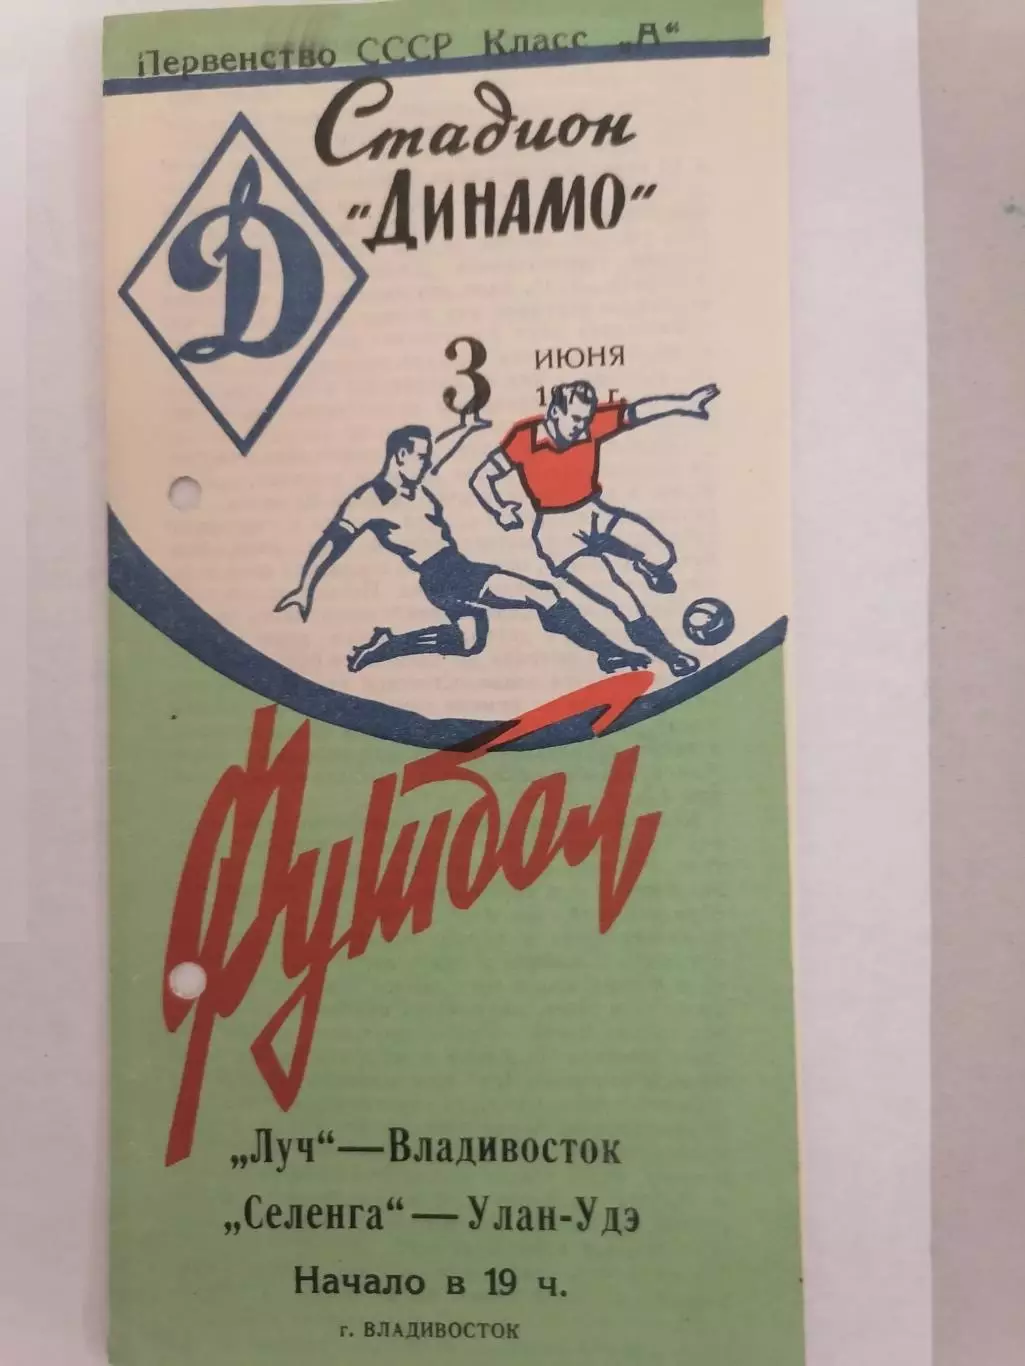 Первенство СССР Класс „А“
Стадион
"ДИНАМО"
Д
3 ИЮНЯ
г.
Футбол
„Луч“—Владивосток
„Селенга“—Улан-Удэ
Начало в 19 ч.
г. ВЛАДИВОСТОК